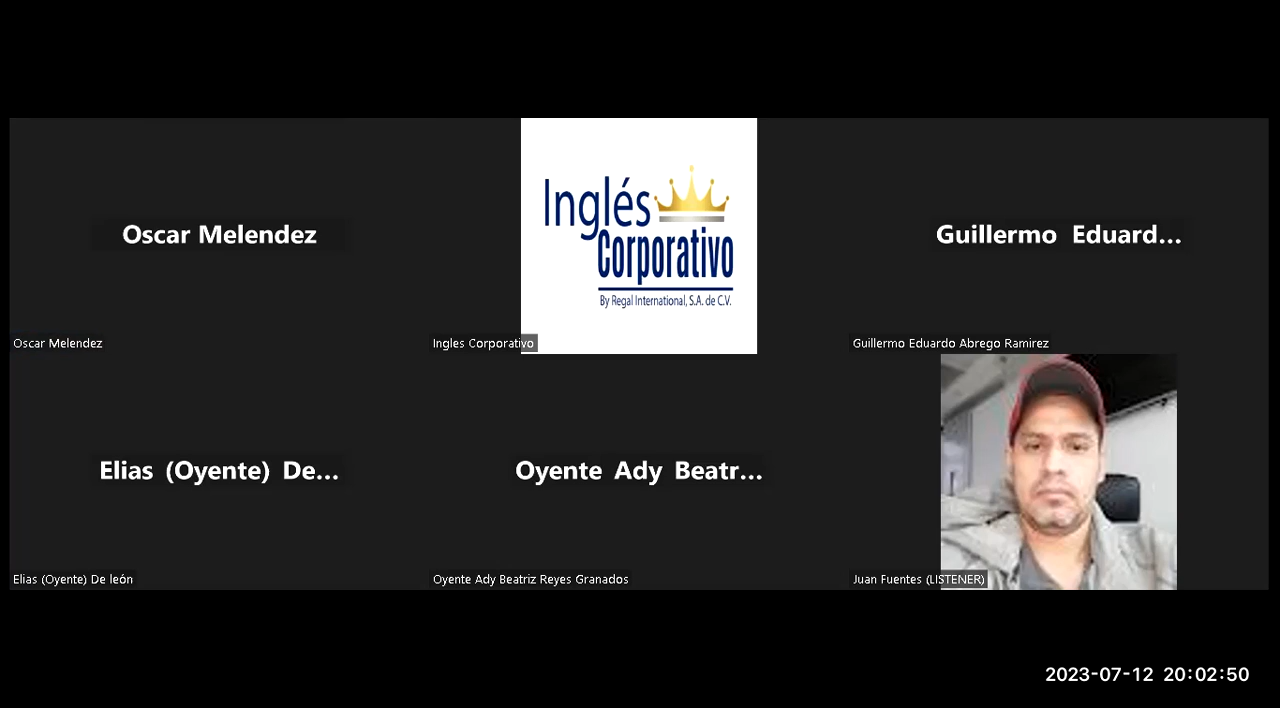 Oscar Melendez
Inglés
Corporativo
By Regal International, S.A. de C.V.
Guillermo Eduard...
Oscar Melendez
Ingles Corporativo
Guillermo Eduardo Abrego Ramirez
Elias (Oyente) De...
Oyente Ady Beatr...
Elias (Oyente) De león
Oyente Ady Beatriz Reyes Granados
Juan Fuentes (LISTENER)
2023-07-12 20:02:50